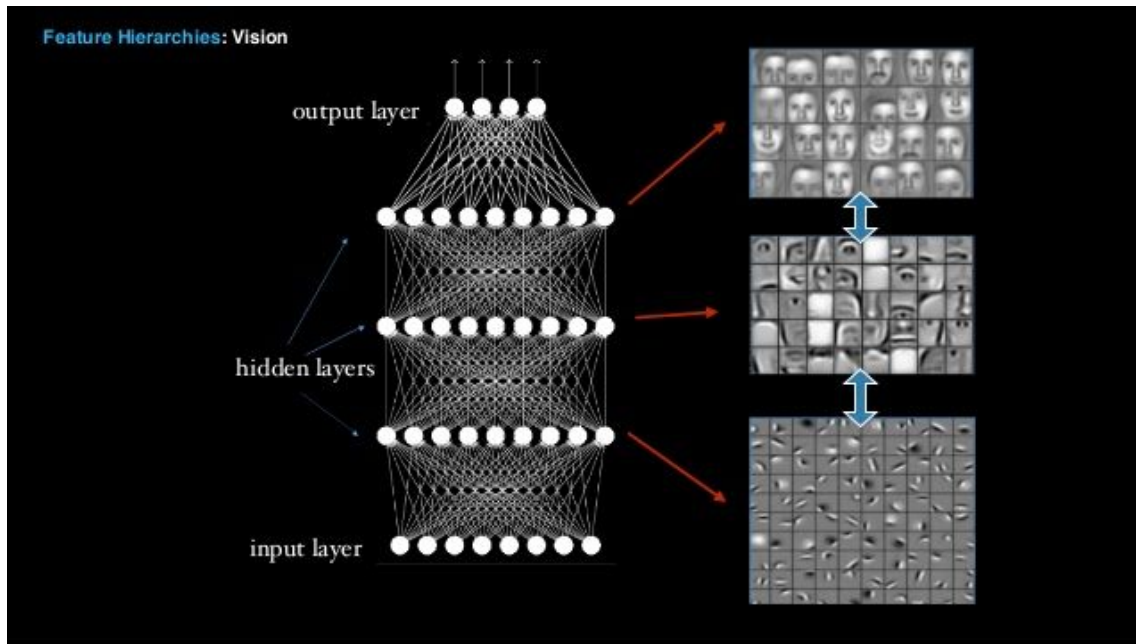 Feature Hierarchies: Vision
output layer
hidden layers
input layer